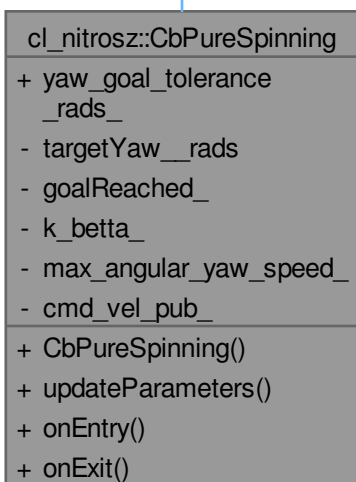 cl_nitrosz::CbPureSpinning
+ yaw_goal_tolerance
_rads_
- targetYaw__rads
- goalReached_
- k_betta_
- max_angular_yaw_speed_
- cmd_vel_pub_
+ CbPureSpinning()
+ updateParameters()
+ onEntry()
+ onExit()